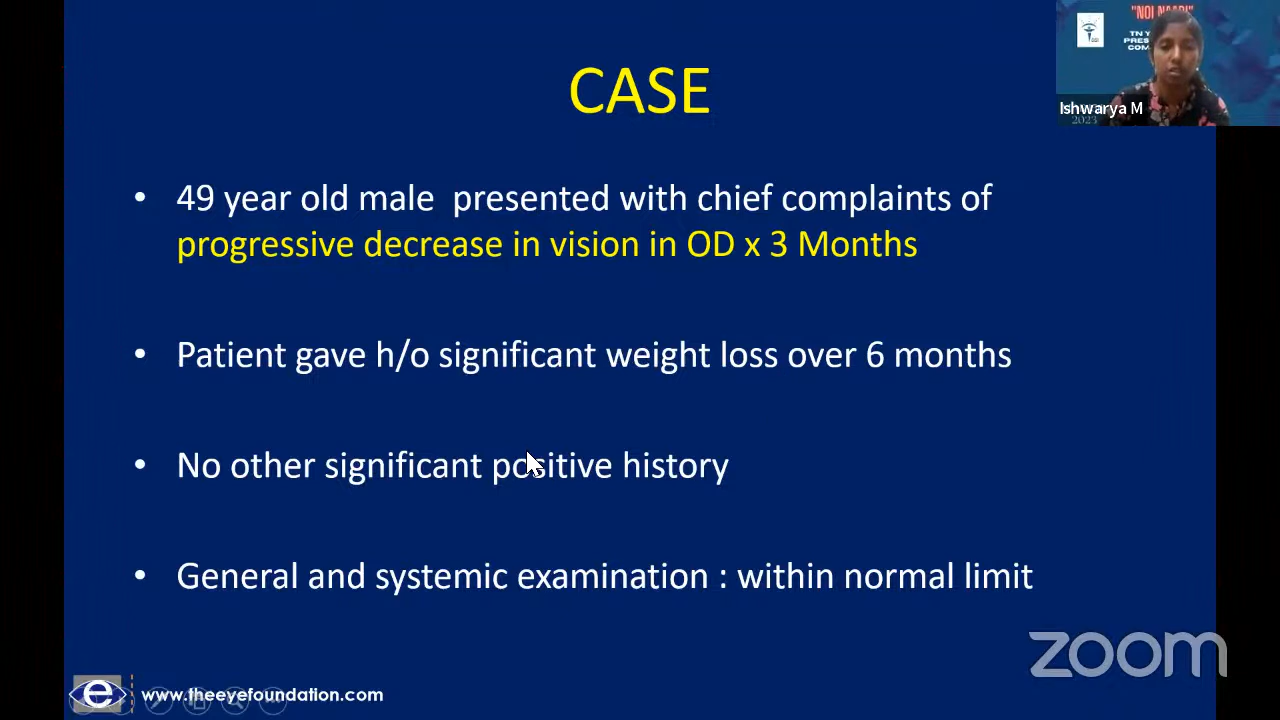 CASE
• 49 year old male presented with chief complaints of
progressive decrease in vision in OD x 3 Months
• Patient gave h/o significant weight loss over 6 months
• No other significant positive history
• General and systemic examination : within normal limit
Ishwarya M
2023
zoom
e
www.theeyefoundation.com